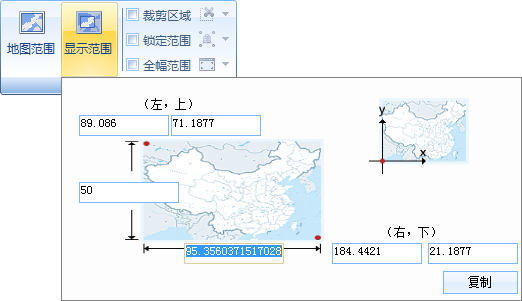 地图范围
显示范围
裁剪区域
锁定范围
全幅范围
（左，上）
89.086 71.1877
y
x
50
95.3560371517028
（右，下）
184.4421 21.1877
复制